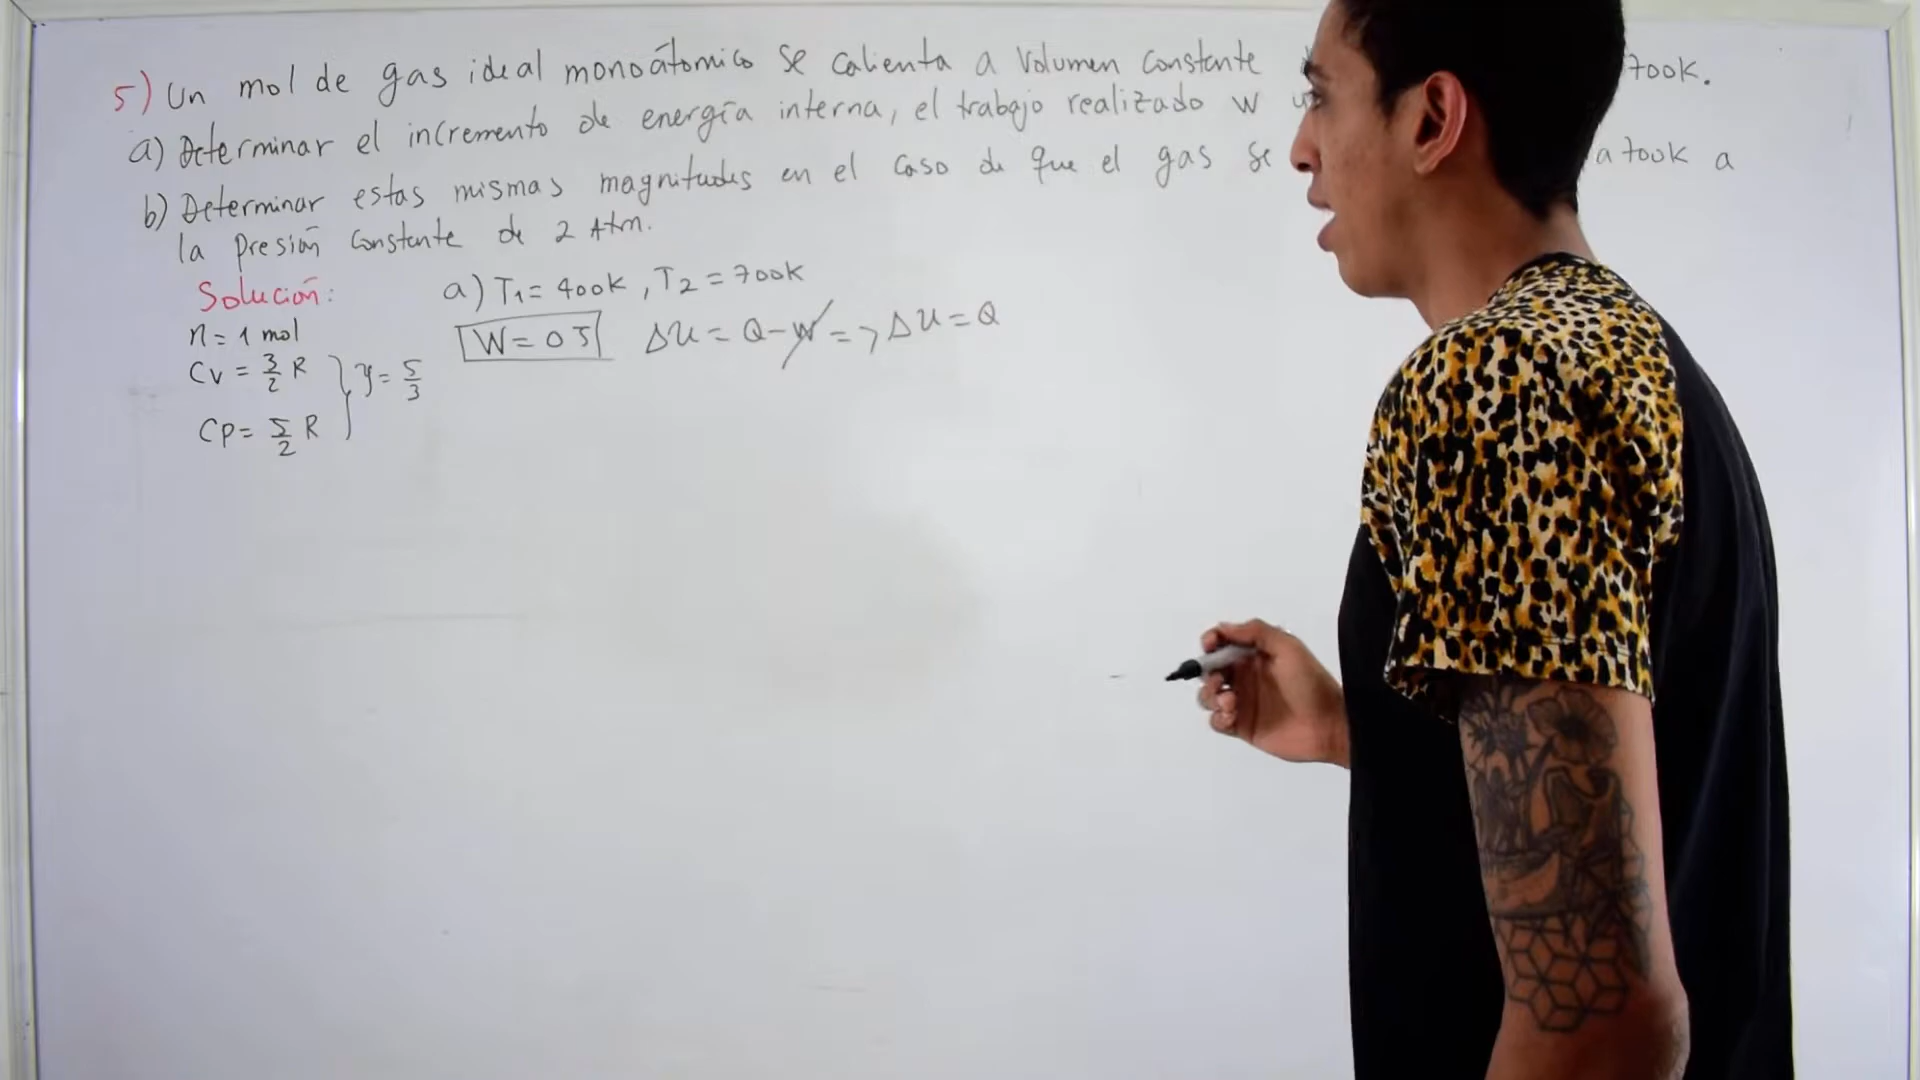 5) Un mol de gas ideal monoátomico se calienta a Volumen constante 700k.
a) Determinar el incremento de energía interna, el trabajo realizado w
b) Determinar estas mismas magnitudes en el caso de que el gas se a 700k a
la presión constante de 2 Atm.
Solución:
a) T1 = 400k, T2 = 700k
n = 1 mol
W = 0 J ΔU = Q - W => ΔU = Q
Cv = 3/2 R
γ = 5/3
Cp = 5/2 R